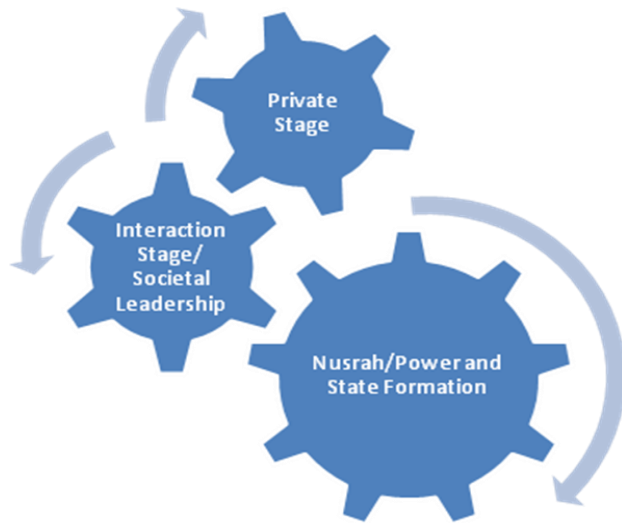 Private
Stage
Interaction
Stage/
Societal
Leadership
Nusrah/Power and
State Formation